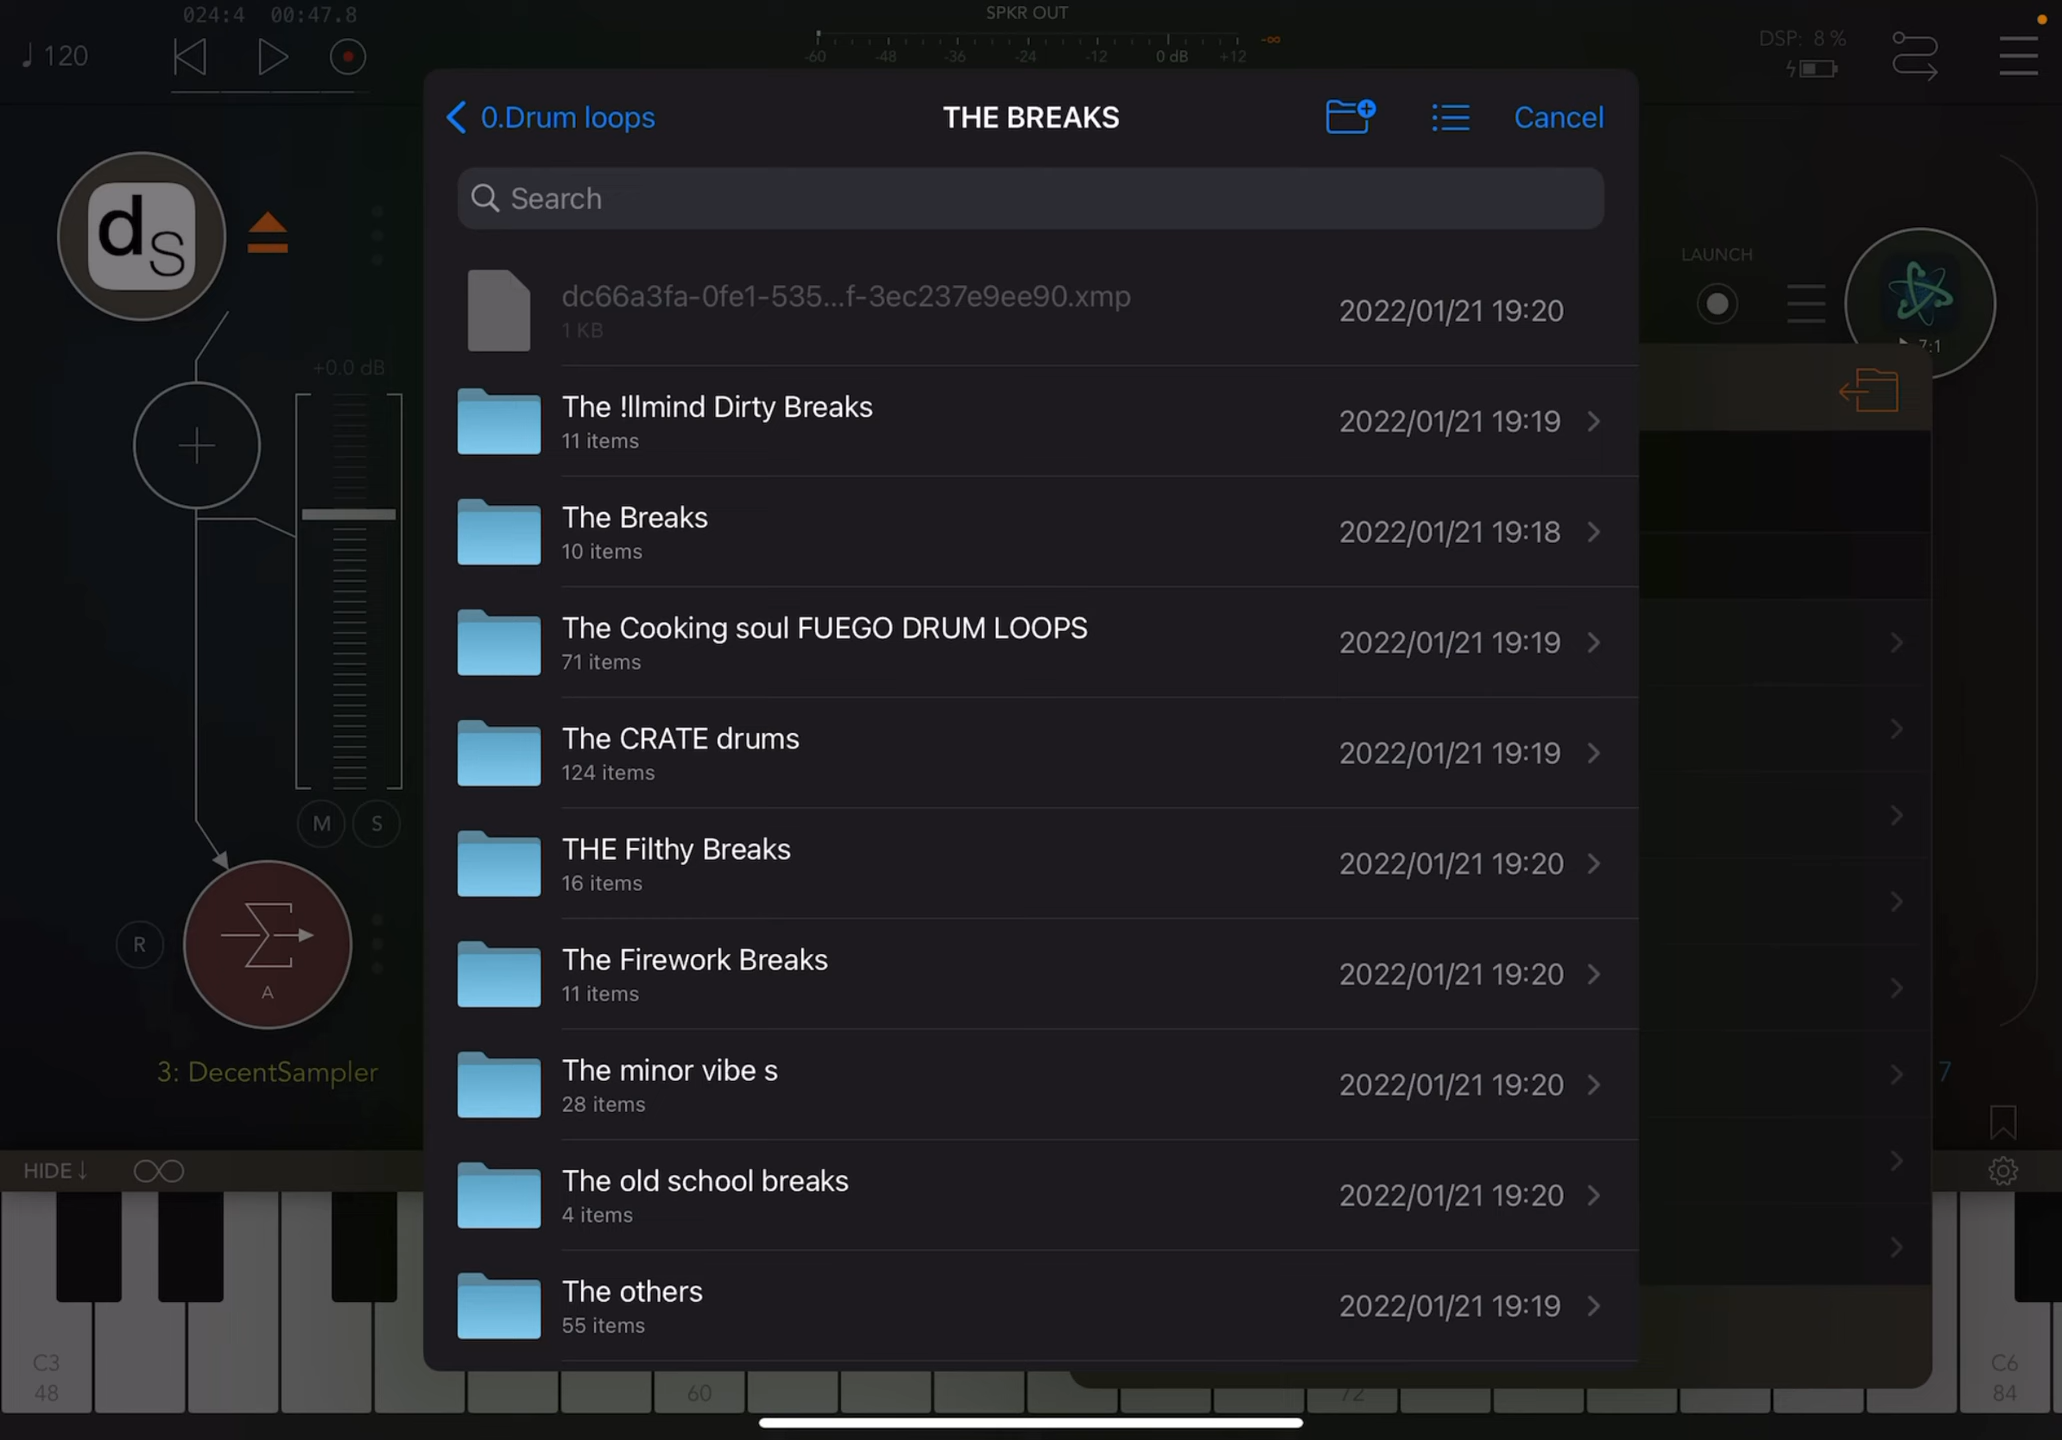 024:4 00:47.8
SPKR OUT
120
-60 -48 -36 -24 -12 0 dB +12
-∞
DSP: 8 %
0.Drum loops
THE BREAKS
Cancel
Search
dS
LAUNCH
7:1
dc66a3fa-0fe1-535...f-3ec237e9ee90.xmp
1 KB
2022/01/21 19:20
+0.0 dB
The !llmind Dirty Breaks
11 items
2022/01/21 19:19
The Breaks
10 items
2022/01/21 19:18
The Cooking soul FUEGO DRUM LOOPS
71 items
2022/01/21 19:19
The CRATE drums
124 items
2022/01/21 19:19
M S
THE Filthy Breaks
16 items
2022/01/21 19:20
R
A
The Firework Breaks
11 items
2022/01/21 19:20
3: DecentSampler
The minor vibe s
28 items
2022/01/21 19:20
7
HIDE↓
The old school breaks
4 items
2022/01/21 19:20
The others
55 items
2022/01/21 19:19
C3
48
60
72
C6
84